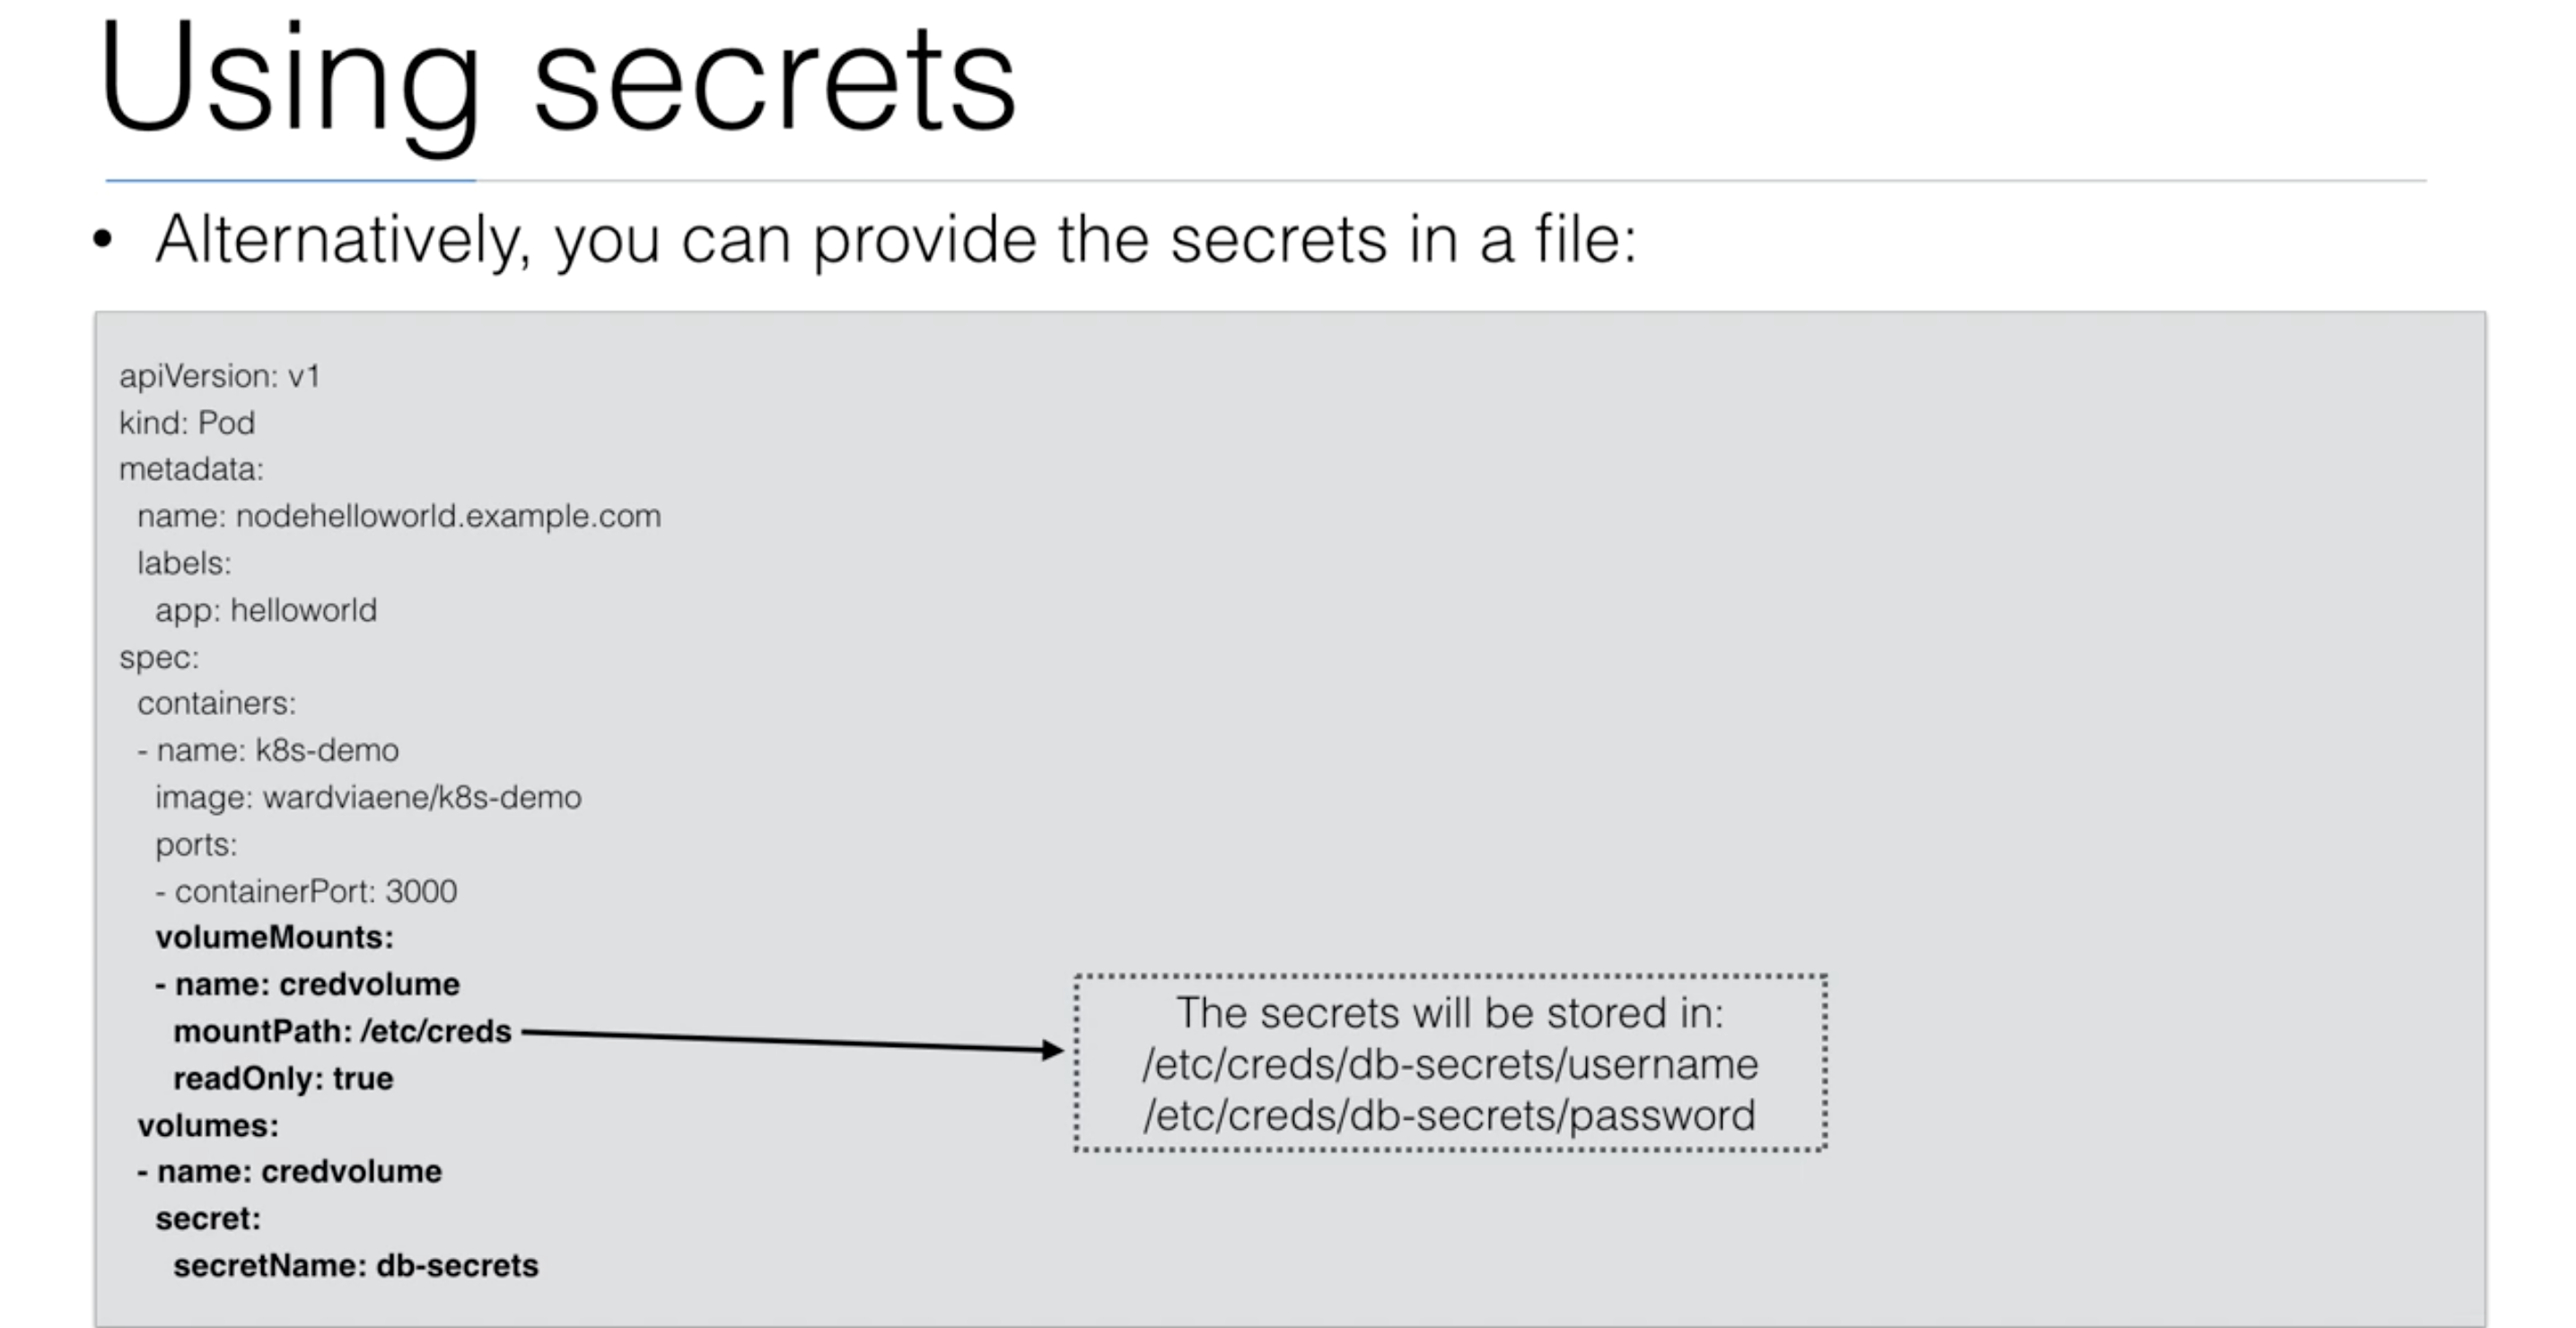 Using secrets
• Alternatively, you can provide the secrets in a file:
apiVersion: v1
kind: Pod
metadata:
  name: nodehelloworld.example.com
  labels:
    app: helloworld
spec:
  containers:
  - name: k8s-demo
    image: wardviaene/k8s-demo
    ports:
    - containerPort: 3000
    volumeMounts:
    - name: credvolume
      mountPath: /etc/creds
      readOnly: true
  volumes:
  - name: credvolume
    secret:
      secretName: db-secrets
The secrets will be stored in:
/etc/creds/db-secrets/username
/etc/creds/db-secrets/password